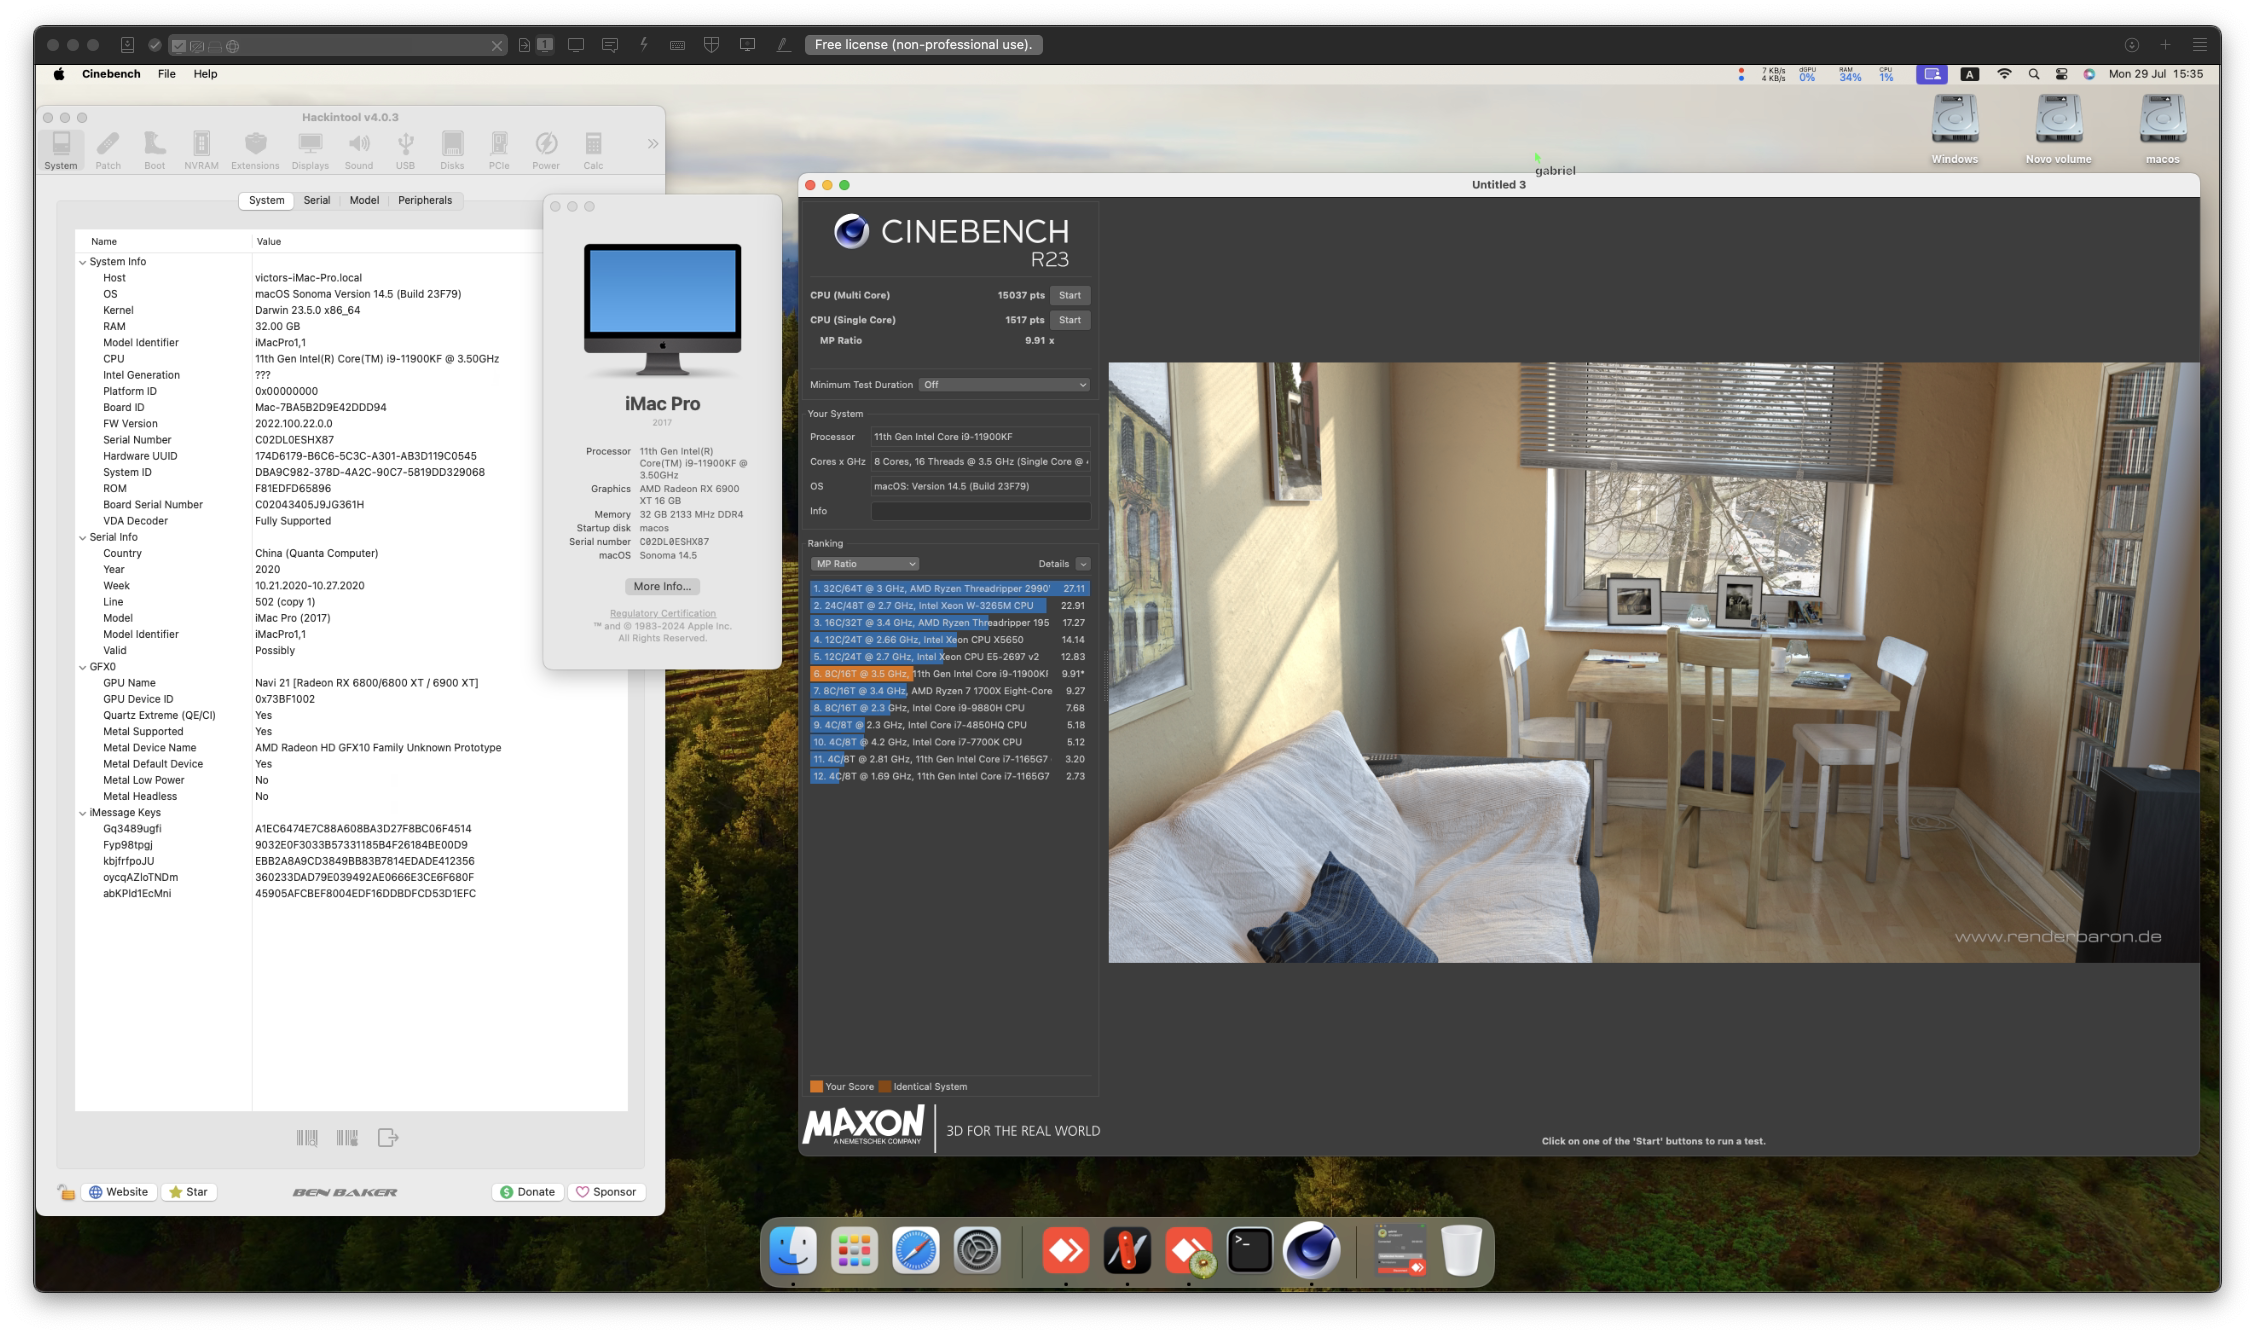 1
Free license (non-professional use).
Cinebench File Help
7 KB/s
4 KB/s
dGPU
0%
RAM
34%
CPU
1%
A
Mon 29 Jul 15:35
Windows
Novo volume
macos
gabriel
Hackintool v4.0.3
System Patch Boot NVRAM Extensions Displays Sound USB Disks PCIe Power Calc
System Serial Model Peripherals
Name Value
System Info
Host victors-iMac-Pro.local
OS macOS Sonoma Version 14.5 (Build 23F79)
Kernel Darwin 23.5.0 x86_64
RAM 32.00 GB
Model Identifier iMacPro1,1
CPU 11th Gen Intel(R) Core(TM) i9-11900KF @ 3.50GHz
Intel Generation ???
Platform ID 0x00000000
Board ID Mac-7BA5B2D9E42DDD94
FW Version 2022.100.22.0.0
Serial Number C02DL0ESHX87
Hardware UUID 174D6179-B6C6-5C3C-A301-AB3D119C0545
System ID DBA9C982-378D-4A2C-90C7-5819DD329068
ROM F81EDFD65896
Board Serial Number C02043405J9JG361H
VDA Decoder Fully Supported
Serial Info
Country China (Quanta Computer)
Year 2020
Week 10.21.2020-10.27.2020
Line 502 (copy 1)
Model iMac Pro (2017)
Model Identifier iMacPro1,1
Valid Possibly
GFX0
GPU Name Navi 21 [Radeon RX 6800/6800 XT / 6900 XT]
GPU Device ID 0x73BF1002
Quartz Extreme (QE/CI) Yes
Metal Supported Yes
Metal Device Name AMD Radeon HD GFX10 Family Unknown Prototype
Metal Default Device Yes
Metal Low Power No
Metal Headless No
iMessage Keys
Gq3489ugfi A1EC6474E7C88A608BA3D27F8BC06F4514
Fyp98tpgj 9032E0F3033B57331185B4F26184BE00D9
kbjfrfpoJU EBB2A8A9CD3849BB83B7814EDADE412356
oycqAZloTNDm 360233DAD79E039492AE0666E3CE6F680F
abKPld1EcMni 45905AFCBEF8004EDF16DDBDFCD53D1EFC
Website Star BEN BAKER Donate Sponsor
iMac Pro
2017
Processor 11th Gen Intel(R)
Core(TM) i9-11900KF @
3.50GHz
Graphics AMD Radeon RX 6900
XT 16 GB
Memory 32 GB 2133 MHz DDR4
Startup disk macos
Serial number C02DL0ESHX87
macOS Sonoma 14.5
More Info...
Regulatory Certification
™ and © 1983-2024 Apple Inc.
All Rights Reserved.
Untitled 3
CINEBENCH
R23
CPU (Multi Core) 15037 pts Start
CPU (Single Core) 1517 pts Start
MP Ratio 9.91 x
Minimum Test Duration Off
Your System
Processor 11th Gen Intel Core i9-11900KF
Cores x GHz 8 Cores, 16 Threads @ 3.5 GHz (Single Core @
OS macOS: Version 14.5 (Build 23F79)
Info
Ranking
MP Ratio Details
1. 32C/64T @ 3 GHz, AMD Ryzen Threadripper 2990' 27.11
2. 24C/48T @ 2.7 GHz, Intel Xeon W-3265M CPU 22.91
3. 16C/32T @ 3.4 GHz, AMD Ryzen Threadripper 195 17.27
4. 12C/24T @ 2.66 GHz, Intel Xeon CPU X5650 14.14
5. 12C/24T @ 2.7 GHz, Intel Xeon CPU E5-2697 v2 12.83
6. 8C/16T @ 3.5 GHz, 11th Gen Intel Core i9-11900KF 9.91*
7. 8C/16T @ 3.4 GHz, AMD Ryzen 7 1700X Eight-Core 9.27
8. 8C/16T @ 2.3 GHz, Intel Core i9-9880H CPU 7.68
9. 4C/8T @ 2.3 GHz, Intel Core i7-4850HQ CPU 5.18
10. 4C/8T @ 4.2 GHz, Intel Core i7-7700K CPU 5.12
11. 4C/8T @ 2.81 GHz, 11th Gen Intel Core i7-1165G7 3.20
12. 4C/8T @ 1.69 GHz, 11th Gen Intel Core i7-1165G7 2.73
Your Score Identical System
MAXON
A NEMETSCHEK COMPANY
3D FOR THE REAL WORLD
www.renderbaron.de
Click on one of the 'Start' buttons to run a test.